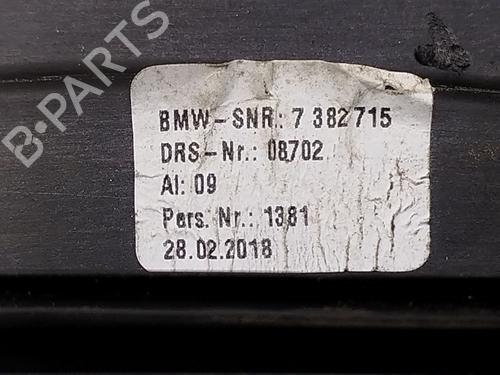 B-PARTS
BMW-SNR: 7 382 715
DRS-Nr.: 08702
AI: 09
Pers. Nr.: 1381
28.02.2018